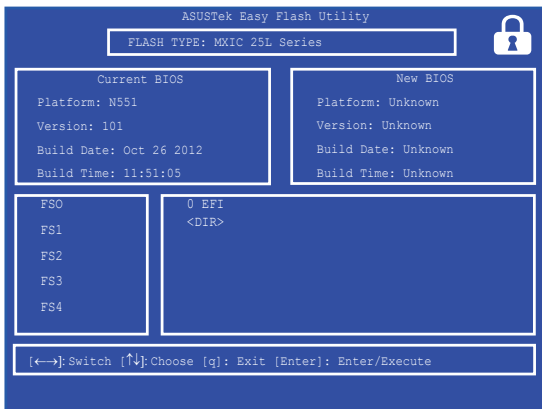 ASUSTek Easy Flash Utility
FLASH TYPE: MXIC 25L Series
Current BIOS
Platform: N551
Version: 101
Build Date: Oct 26 2012
Build Time: 11:51:05
New BIOS
Platform: Unknown
Version: Unknown
Build Date: Unknown
Build Time: Unknown
FSO
FS1
FS2
FS3
FS4
0 EFI
<DIR>
[←→]: Switch [↑↓]: Choose [q]: Exit [Enter]: Enter/Execute